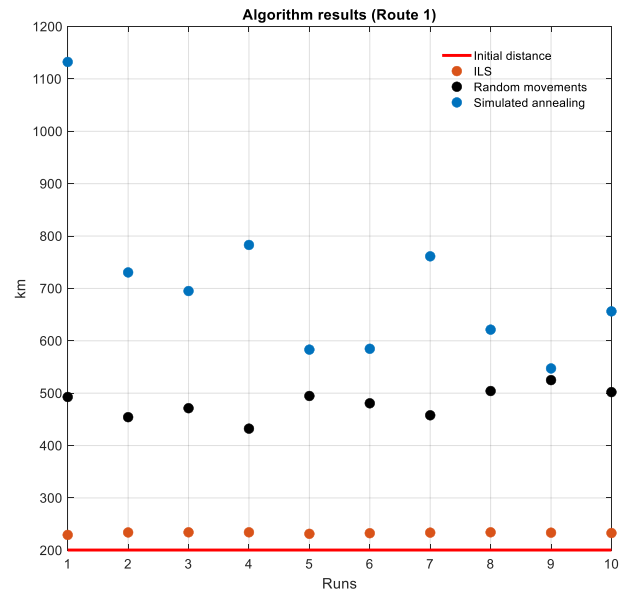 Algorithm results (Route 1)
1200
1100
1000
900
800
700
600
500
400
300
200
km
Initial distance
ILS
Random movements
Simulated annealing
1 2 3 4 5 6 7 8 9 10
Runs